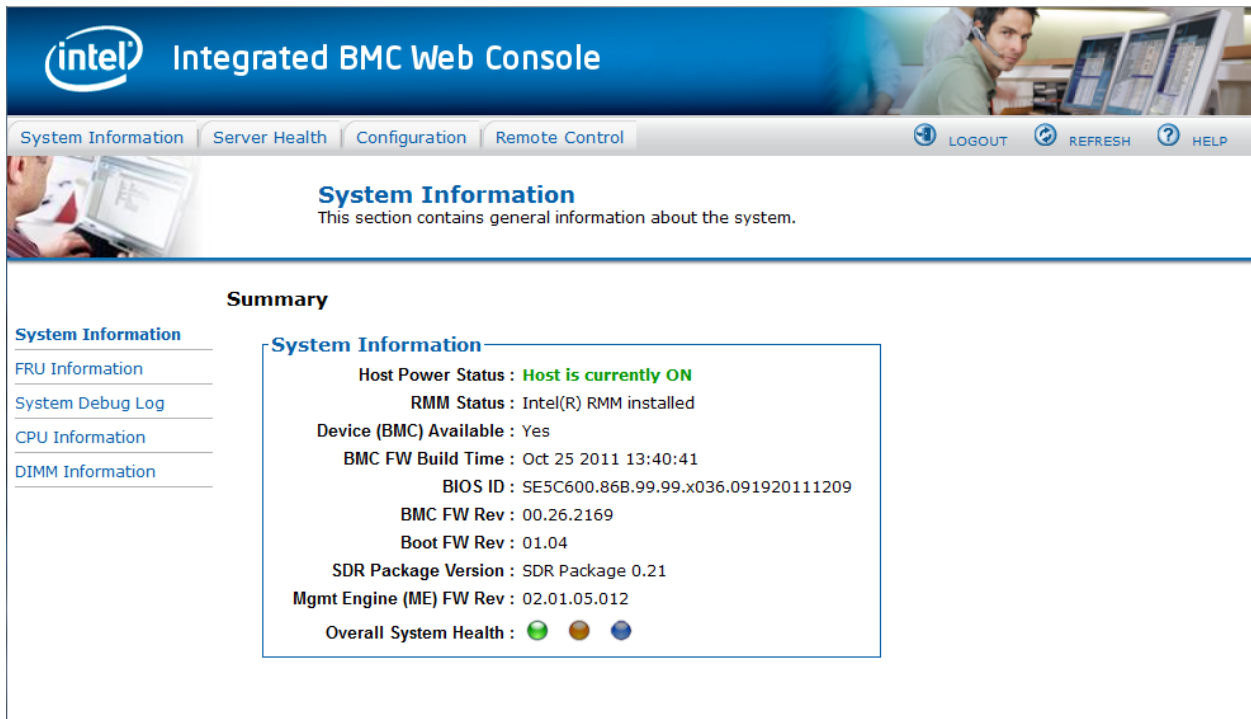 intel Integrated BMC Web Console
System Information Server Health Configuration Remote Control LOGOUT REFRESH ? HELP
System Information
This section contains general information about the system.
Summary
System Information
FRU Information
System Debug Log
CPU Information
DIMM Information
System Information
Host Power Status : Host is currently ON
RMM Status : Intel(R) RMM installed
Device (BMC) Available : Yes
BMC FW Build Time : Oct 25 2011 13:40:41
BIOS ID : SE5C600.86B.99.99.x036.091920111209
BMC FW Rev : 00.26.2169
Boot FW Rev : 01.04
SDR Package Version : SDR Package 0.21
Mgmt Engine (ME) FW Rev : 02.01.05.012
Overall System Health :